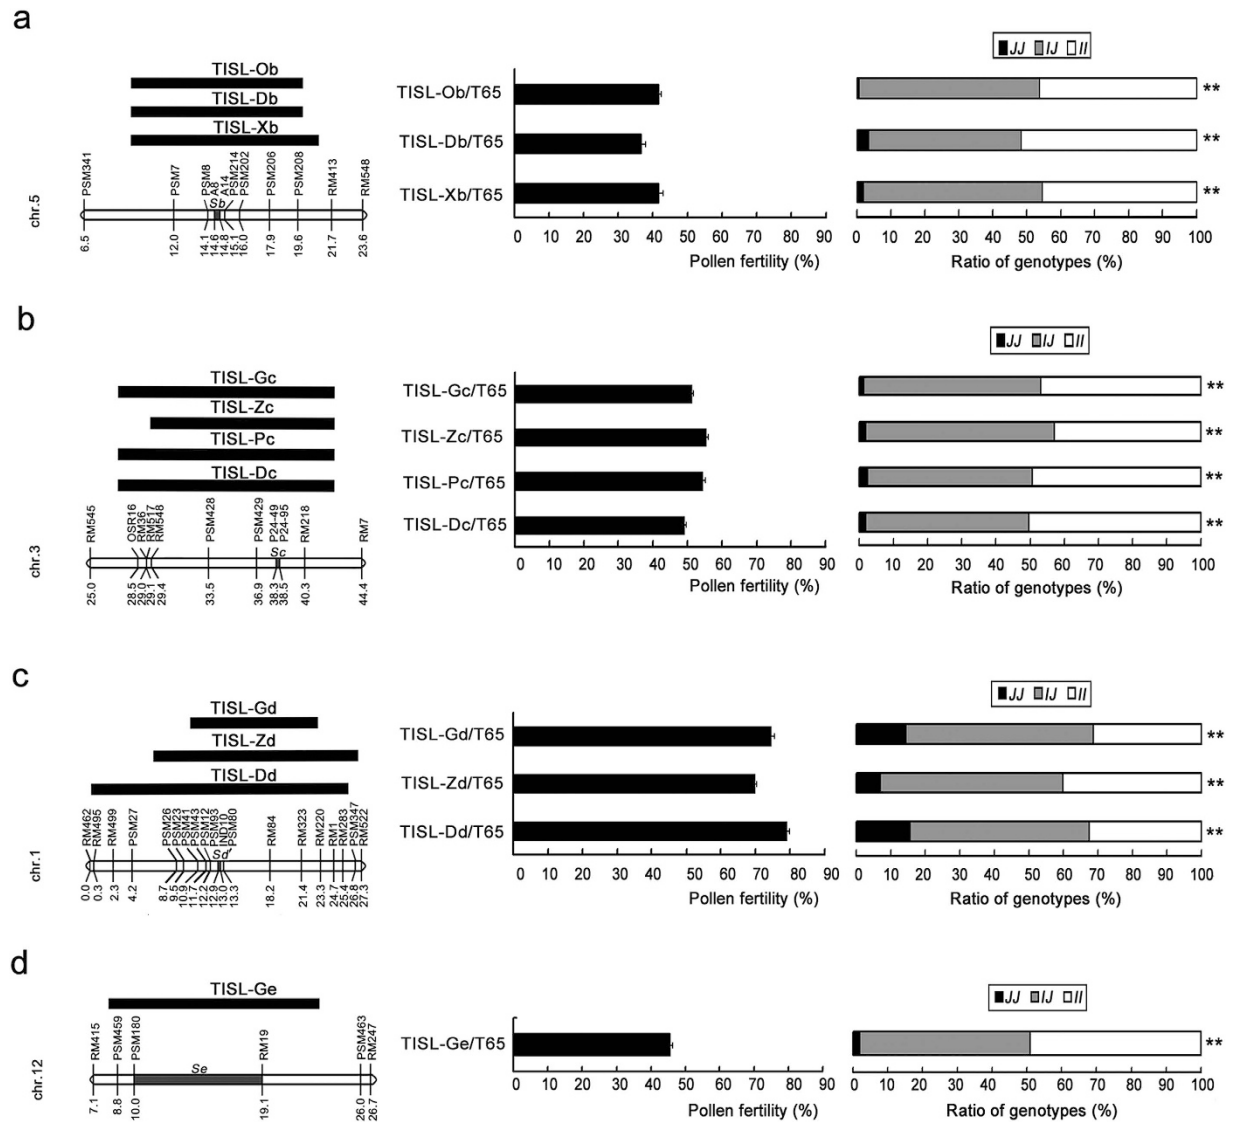 a
TISL-Ob
TISL-Db
TISL-Xb
PSM341 PSM7 PSM8 A8 A14 PSM214 PSM202 PSM206 PSM208 RM413 RM548
Sb
chr.5
6.5 12.0 14.1 14.6 14.8 15.1 16.0 17.9 19.6 21.7 23.6
TISL-Ob/T65
TISL-Db/T65
TISL-Xb/T65
0 10 20 30 40 50 60 70 80 90
Pollen fertility (%)
JJ IJ II
**
**
**
0 10 20 30 40 50 60 70 80 90 100
Ratio of genotypes (%)
b
TISL-Gc
TISL-Zc
TISL-Pc
TISL-Dc
RM545 OSR16 RM36 RM517 RM548 PSM428 PSM429 P24-49 P24-95 RM218 RM7
Sc
chr.3
25.0 28.5 29.0 29.1 29.4 33.5 36.9 38.3 38.5 40.3 44.4
TISL-Gc/T65
TISL-Zc/T65
TISL-Pc/T65
TISL-Dc/T65
0 10 20 30 40 50 60 70 80 90
Pollen fertility (%)
JJ IJ II
**
**
**
**
0 10 20 30 40 50 60 70 80 90 100
Ratio of genotypes (%)
c
TISL-Gd
TISL-Zd
TISL-Dd
RM462 RM495 RM499 PSM27 PSM26 PSM23 PSM41 PSM43 PSM12 PSM93 IND10 PSM80 RM84 RM323 RM220 RM1 RM283 PSM347 RM522
Sd
chr.1
0.0 0.3 2.3 4.2 8.7 9.5 10.9 11.7 12.2 12.9 13.0 13.3 18.2 21.4 23.3 24.7 25.4 26.8 27.3
TISL-Gd/T65
TISL-Zd/T65
TISL-Dd/T65
0 10 20 30 40 50 60 70 80 90
Pollen fertility (%)
JJ IJ II
**
**
**
0 10 20 30 40 50 60 70 80 90 100
Ratio of genotypes (%)
d
TISL-Ge
RM415 PSM459 PSM180 RM19 PSM463 RM247
Se
chr.12
7.1 8.8 10.0 19.1 26.0 26.7
TISL-Ge/T65
0 10 20 30 40 50 60 70 80 90
Pollen fertility (%)
JJ IJ II
**
0 10 20 30 40 50 60 70 80 90 100
Ratio of genotypes (%)